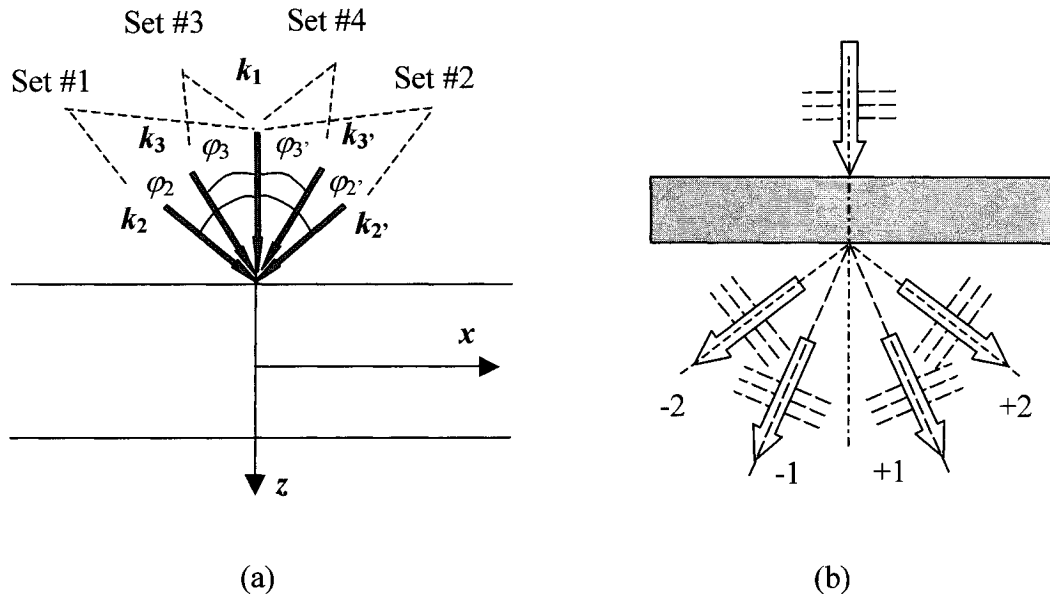 Set #3
Set #4
Set #1
k₁
Set #2
k₃
φ₃
φ₃'
k₃'
φ₂
φ₂'
k₂
k₂'
x
z
-2
+2
-1
+1
(a)
(b)